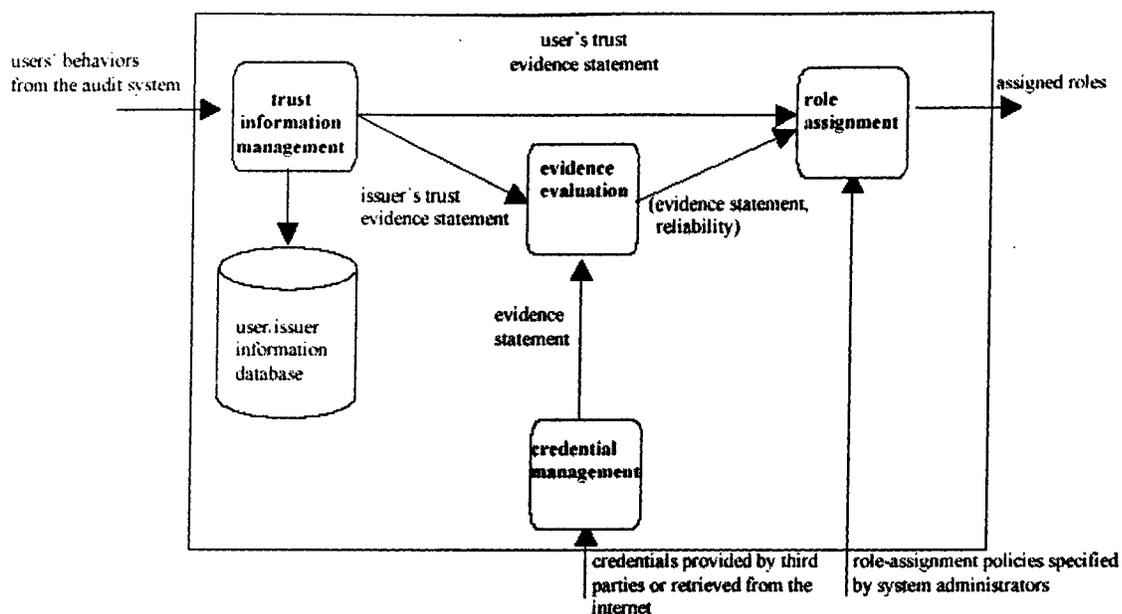 user's trust
evidence statement
users' behaviors
from the audit system
trust
information
management
role
assignment
assigned roles
evidence
evaluation
issuer's trust
evidence statement
(evidence statement,
reliability)
user/issuer
information
database
evidence
statement
credential
management
credentials provided by third
parties or retrieved from the
internet
role-assignment policies specified
by system administrators